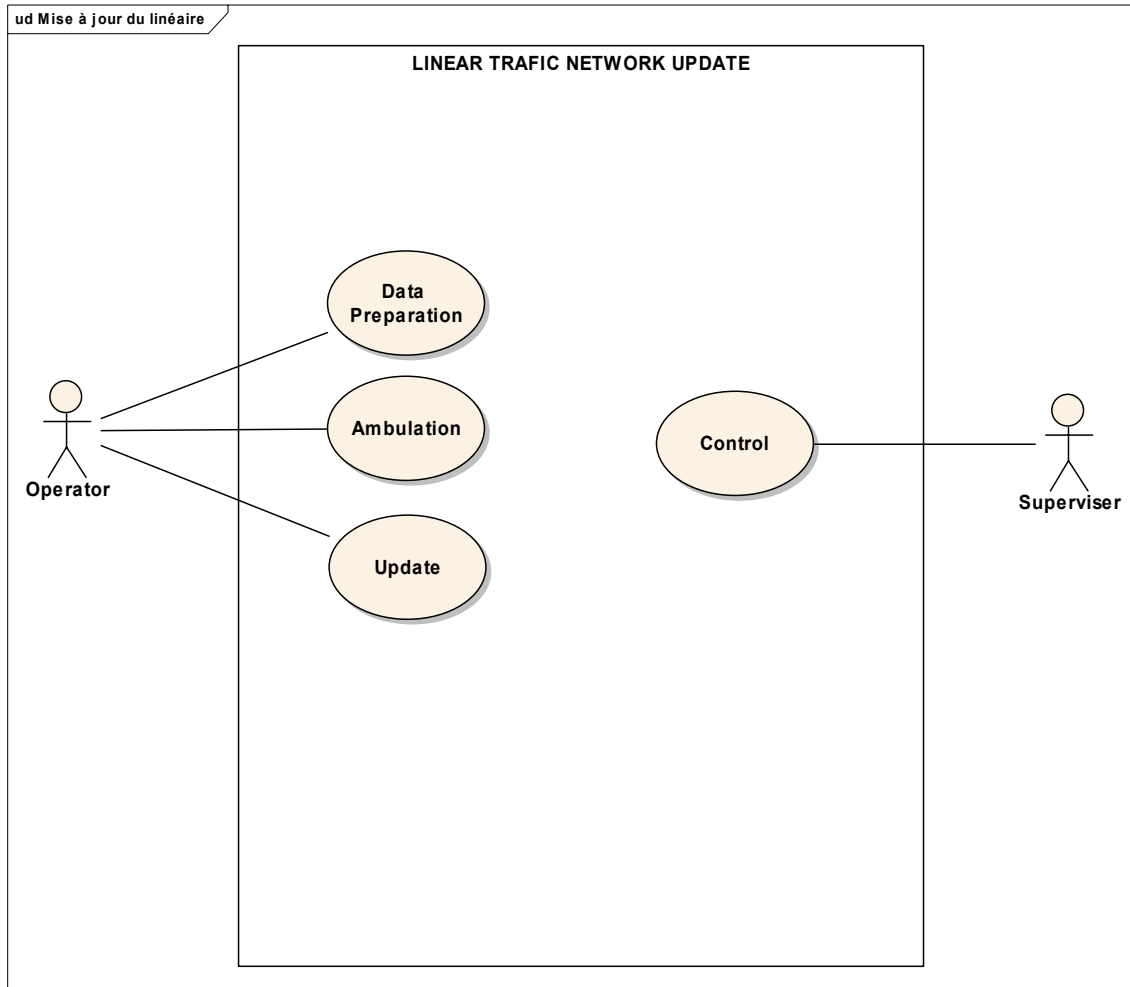 ud Mise à jour du linéaire
LINEAR TRAFIC NETWORK UPDATE
Data
Preparation
Ambulation
Control
Operator
Superviser
Update